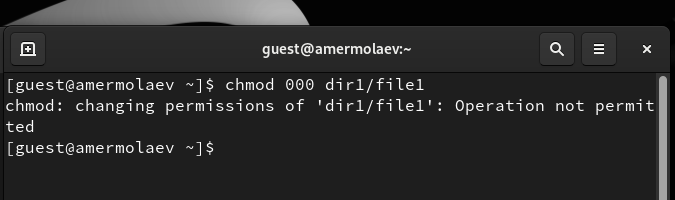 guest@amermolaev:~
[guest@amermolaev ~]$ chmod 000 dir1/file1
chmod: changing permissions of 'dir1/file1': Operation not permit
ted
[guest@amermolaev ~]$